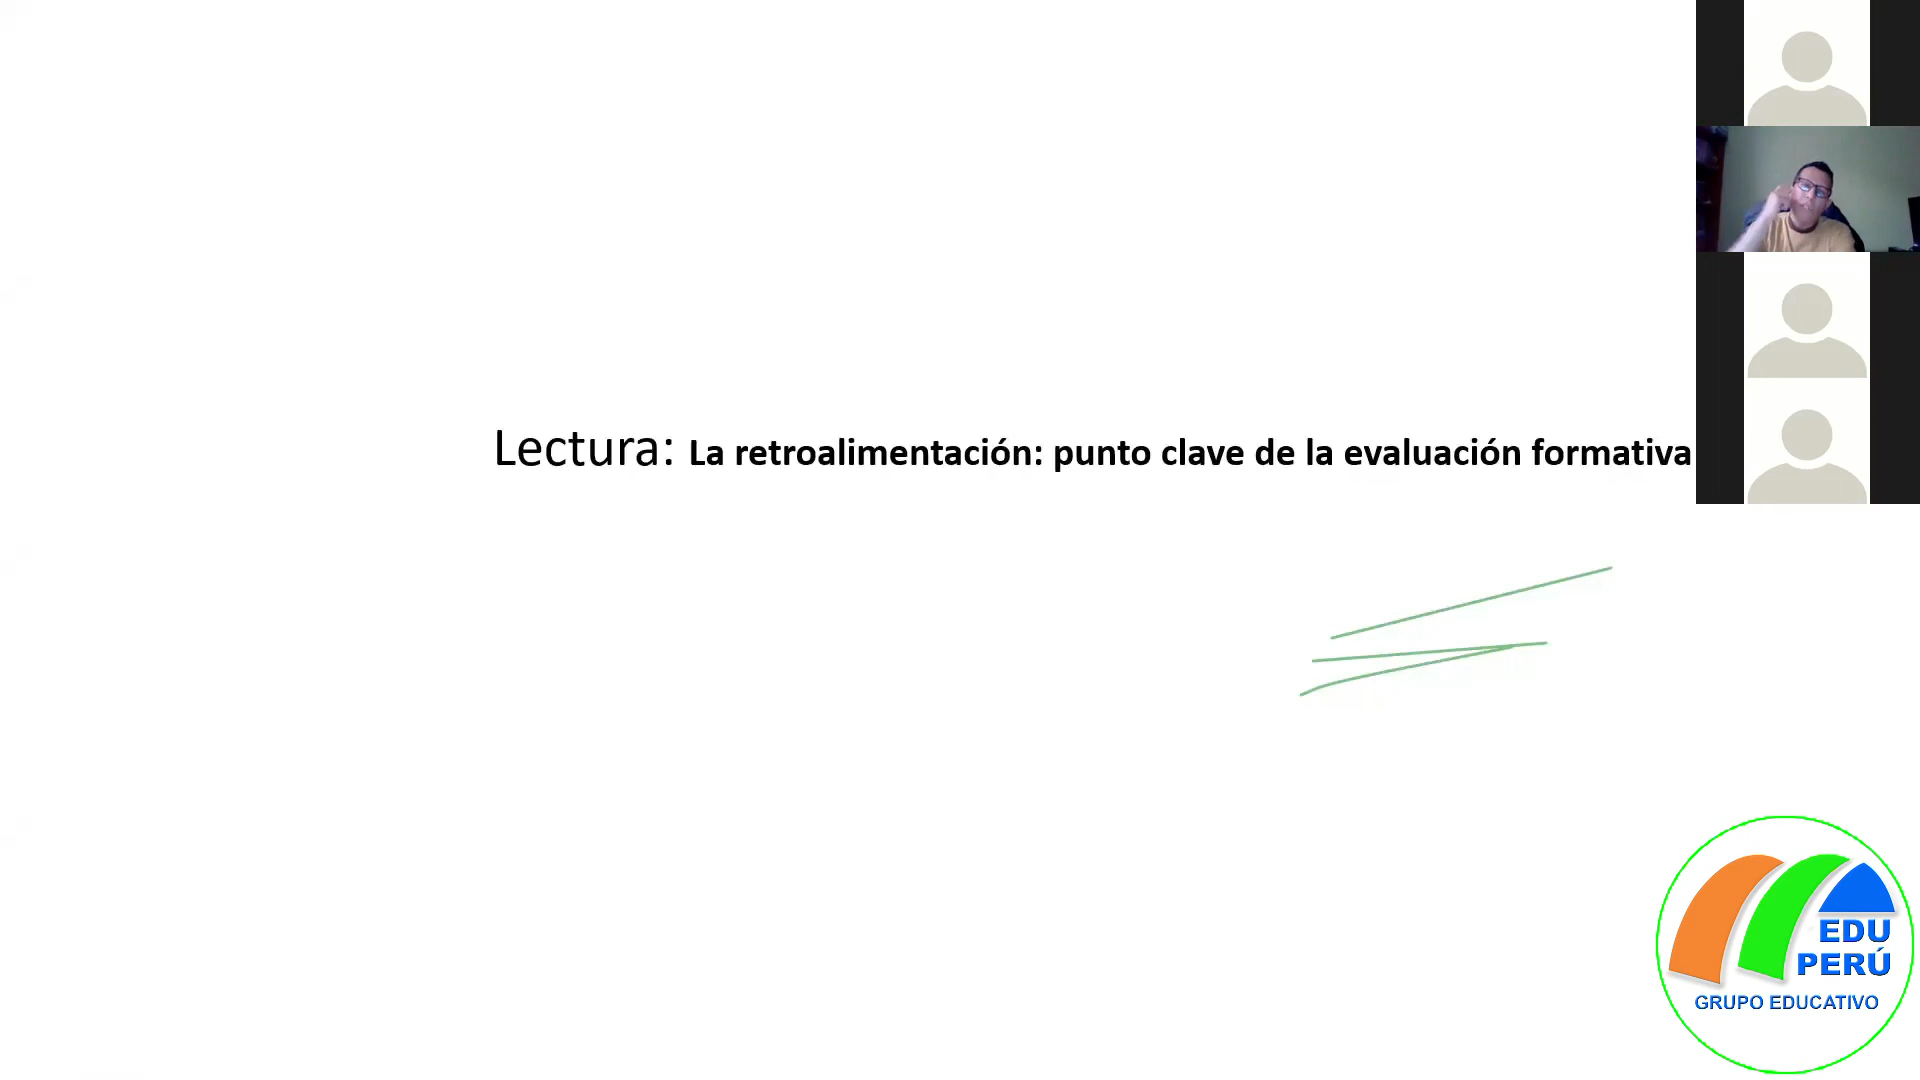 Lectura: La retroalimentación: punto clave de la evaluación formativa
EDU
PERÚ
GRUPO EDUCATIVO